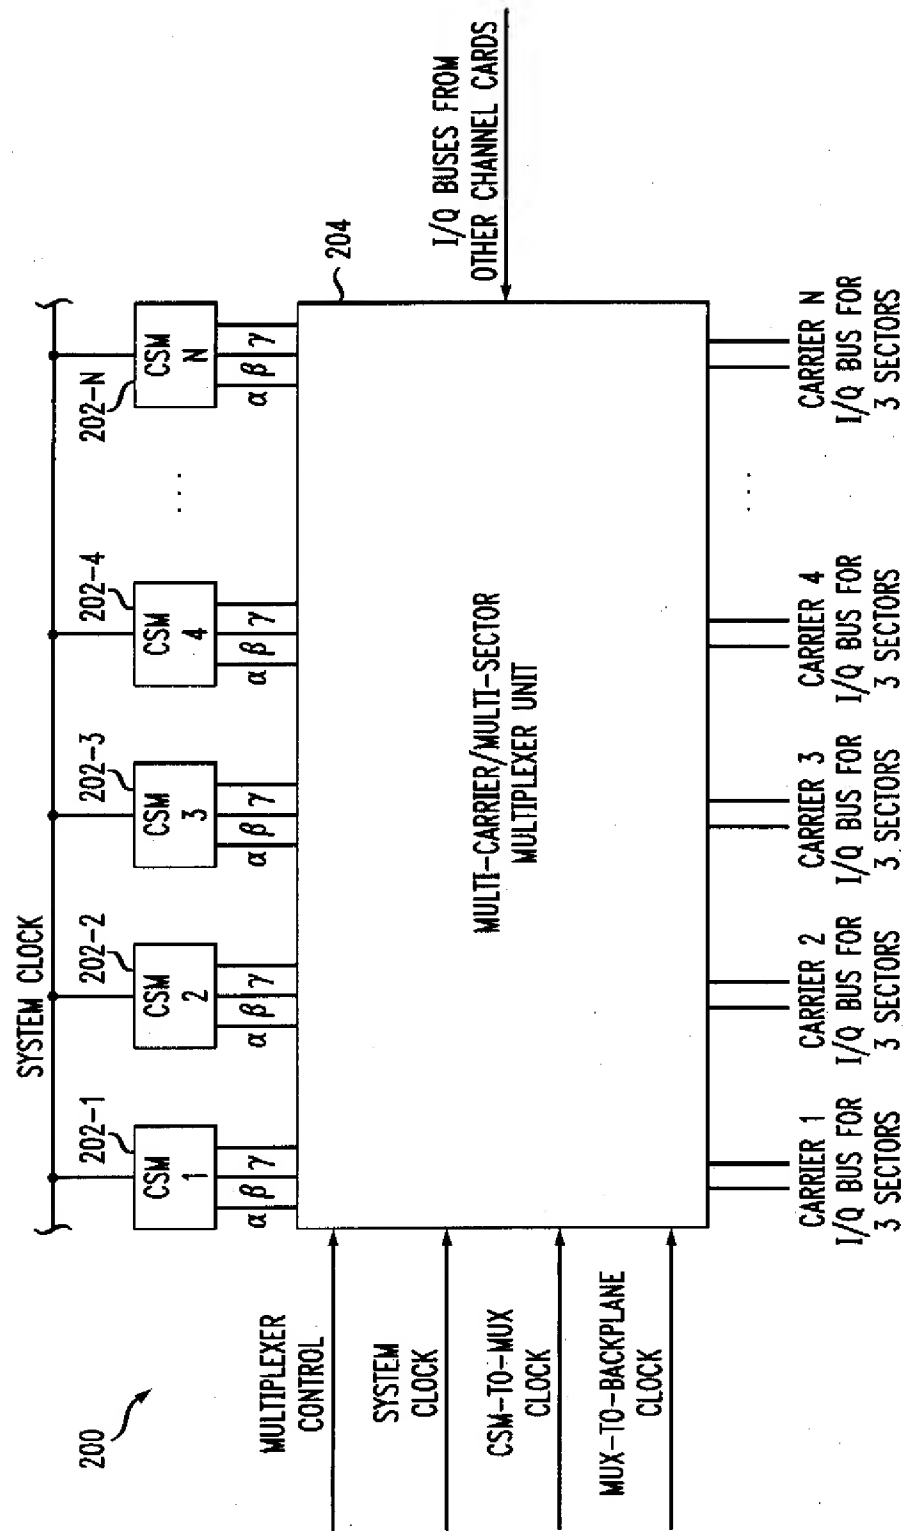 200
SYSTEM CLOCK
202-1
202-2
202-3
202-4
202-N
CSM
1
CSM
2
CSM
3
CSM
4
. . .
CSM
N
α β γ
α β γ
α β γ
α β γ
α β γ
204
MULTIPLEXER
CONTROL
SYSTEM
CLOCK
CSM-TO-MUX
CLOCK
MUX-TO-BACKPLANE
CLOCK
MULTI-CARRIER/MULTI-SECTOR
MULTIPLEXER UNIT
I/Q BUSES FROM
OTHER CHANNEL CARDS
CARRIER 1
I/Q BUS FOR
3 SECTORS
CARRIER 2
I/Q BUS FOR
3 SECTORS
CARRIER 3
I/Q BUS FOR
3 SECTORS
CARRIER 4
I/Q BUS FOR
3 SECTORS
. . .
CARRIER N
I/Q BUS FOR
3 SECTORS